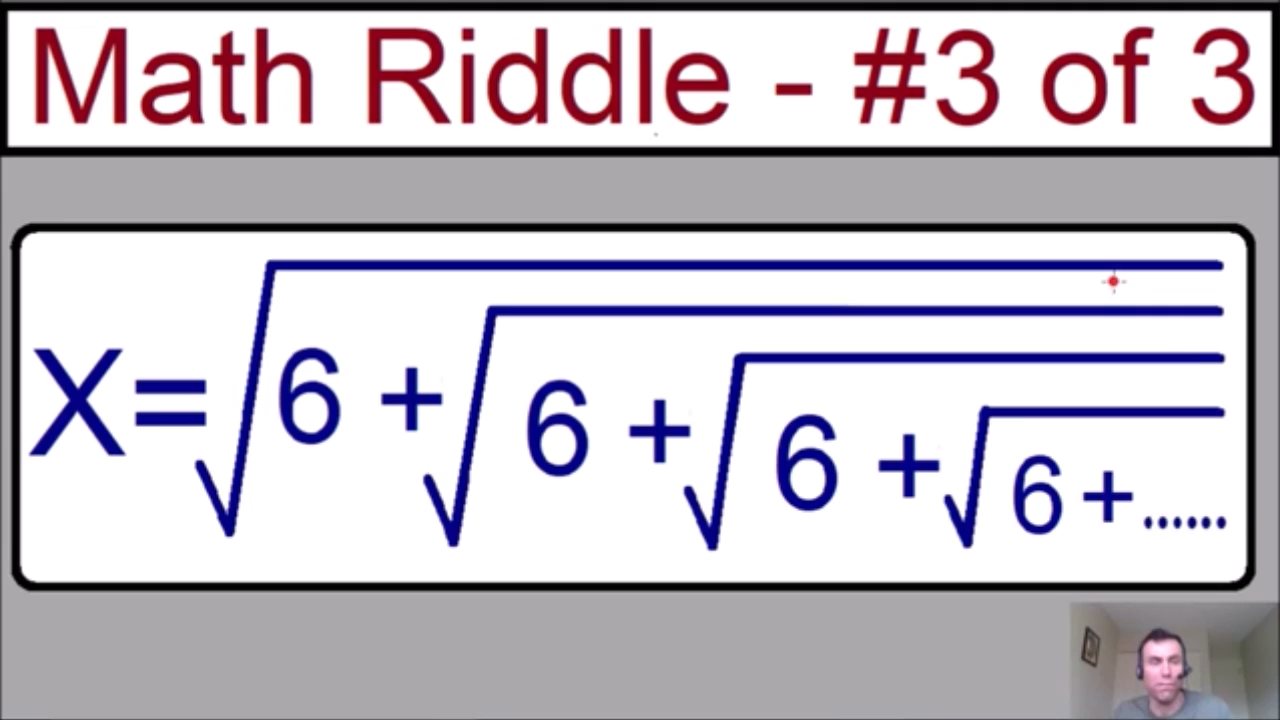 Math Riddle - #3 of 3
X=√6 +√6 +√6 +√6+......